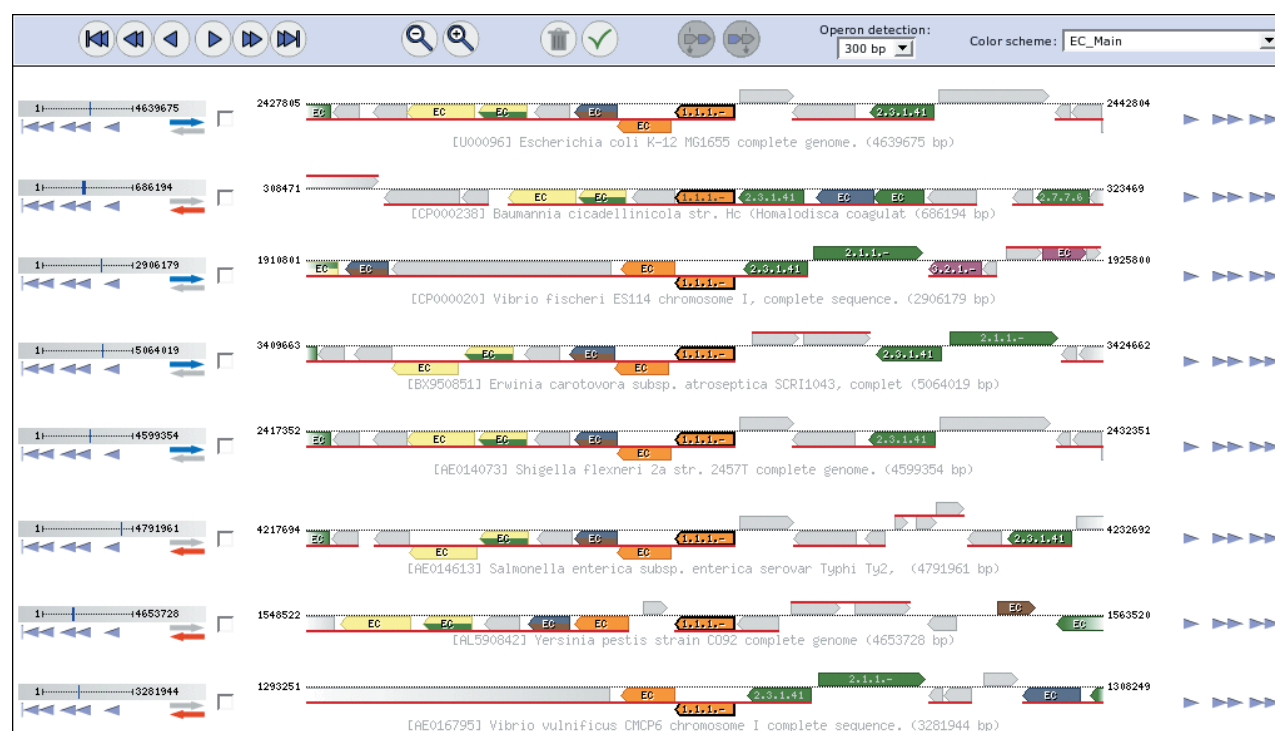 Operon detection:
300 bp
Color scheme: EC_Main
1 4639675 2427805 EC EC EC EC EC 1.1.1.- 2.3.1.41 2442804
[U00096] Escherichia coli K-12 MG1655 complete genome. (4639675 bp)
1 686194 308471 EC EC 1.1.1.- 2.3.1.41 EC EC 2.7.7.6 323469
[CP000238] Baumannia cicadellinicola str. Hc (Homalodisca coagulat (686194 bp)
1 2906179 1910801 EC EC EC 1.1.1.- 2.3.1.41 2.1.1.- 3.2.1.- EC 1925800
[CP000020] Vibrio fischeri ES114 chromosome I, complete sequence. (2906179 bp)
1 5064019 3409663 EC EC EC EC 1.1.1.- 2.3.1.41 2.1.1.- 3424662
[BX950851] Erwinia carotovora subsp. atroseptica SCRI1043, complet (5064019 bp)
1 4599354 2417352 EC EC EC EC EC 1.1.1.- 2.3.1.41 2432351
[AE014073] Shigella flexneri 2a str. 2457T complete genome. (4599354 bp)
1 4791961 4217694 EC EC EC EC EC 1.1.1.- 2.3.1.41 4232692
[AE014613] Salmonella enterica subsp. enterica serovar Typhi Ty2, (4791961 bp)
1 4653728 1548522 EC EC EC EC 1.1.1.- EC EC 1563520
[AL590842] Yersinia pestis strain CO92 complete genome (4653728 bp)
1 3281944 1293251 EC 1.1.1.- 2.3.1.41 2.1.1.- EC 1308249
[AE016795] Vibrio vulnificus CMCP6 chromosome I complete sequence. (3281944 bp)